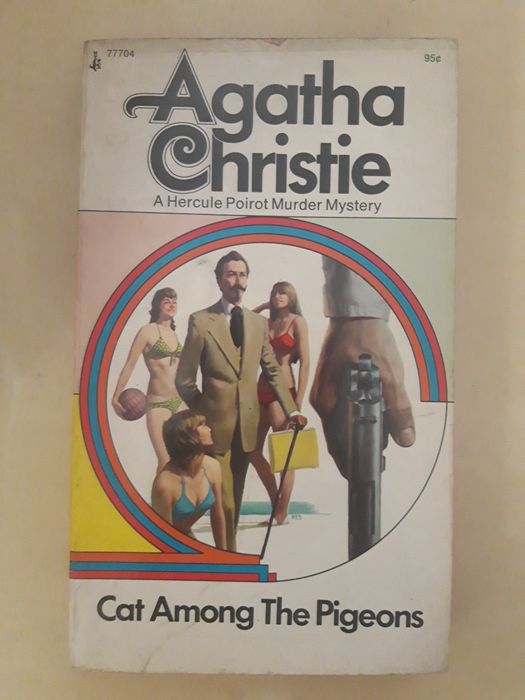 77704
95¢
Agatha
Christie
A Hercule Poirot Murder Mystery
Cat Among The Pigeons